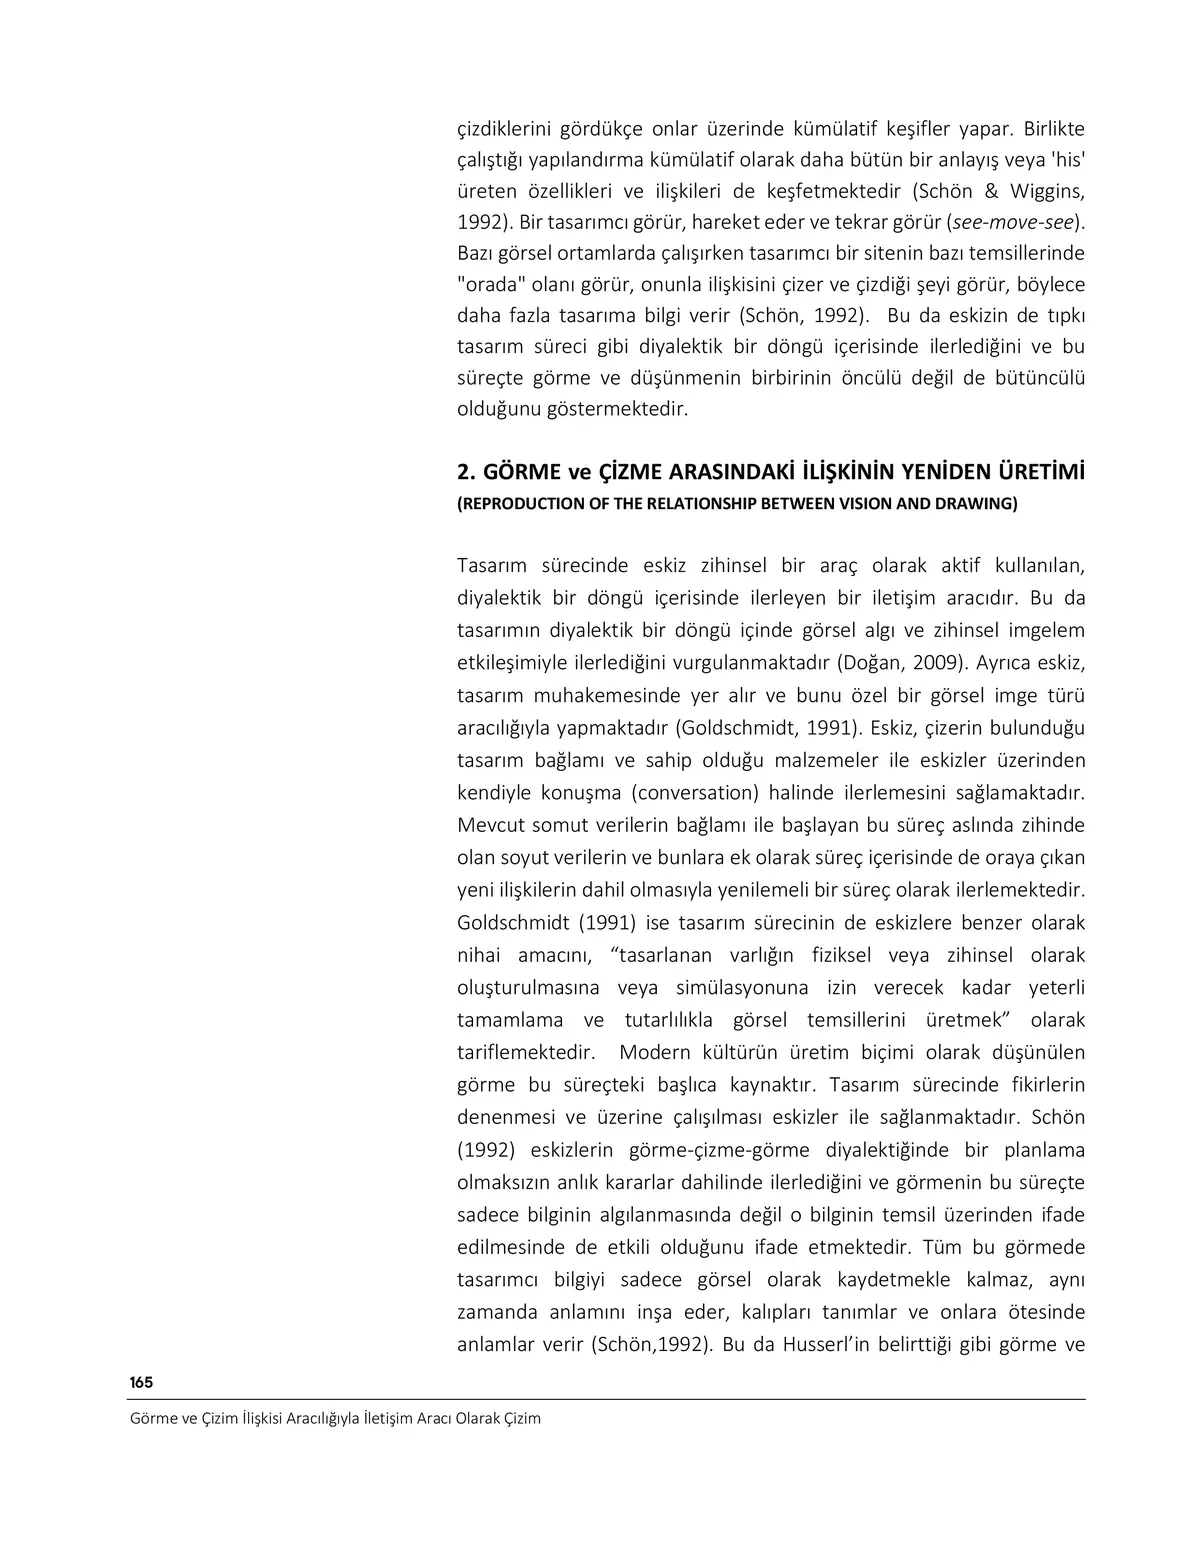 çizdiklerini gördükçe onlar üzerinde kümülatif keşifler yapar. Birlikte
çalıştığı yapılandırma kümülatif olarak daha bütün bir anlayış veya 'his'
üreten özellikleri ve ilişkileri de keşfetmektedir (Schön & Wiggins,
1992). Bir tasarımcı görür, hareket eder ve tekrar görür (see-move-see).
Bazı görsel ortamlarda çalışırken tasarımcı bir sitenin bazı temsillerinde
"orada" olanı görür, onunla ilişkisini çizer ve çizdiği şeyi görür, böylece
daha fazla tasarıma bilgi verir (Schön, 1992).  Bu da eskizin de tıpkı
tasarım süreci gibi diyalektik bir döngü içerisinde ilerlediğini ve bu
süreçte görme ve düşünmenin birbirinin öncülü değil de bütüncülü
olduğunu göstermektedir.
2. GÖRME ve ÇİZME ARASINDAKİ İLİŞKİNİN YENİDEN ÜRETİMİ
(REPRODUCTION OF THE RELATIONSHIP BETWEEN VISION AND DRAWING)
Tasarım sürecinde eskiz zihinsel bir araç olarak aktif kullanılan,
diyalektik bir döngü içerisinde ilerleyen bir iletişim aracıdır. Bu da
tasarımın diyalektik bir döngü içinde görsel algı ve zihinsel imgelem
etkileşimiyle ilerlediğini vurgulanmaktadır (Doğan, 2009). Ayrıca eskiz,
tasarım muhakemesinde yer alır ve bunu özel bir görsel imge türü
aracılığıyla yapmaktadır (Goldschmidt, 1991). Eskiz, çizerin bulunduğu
tasarım bağlamı ve sahip olduğu malzemeler ile eskizler üzerinden
kendiyle konuşma (conversation) halinde ilerlemesini sağlamaktadır.
Mevcut somut verilerin bağlamı ile başlayan bu süreç aslında zihinde
olan soyut verilerin ve bunlara ek olarak süreç içerisinde de oraya çıkan
yeni ilişkilerin dahil olmasıyla yenilemeli bir süreç olarak ilerlemektedir.
Goldschmidt (1991) ise tasarım sürecinin de eskizlere benzer olarak
nihai amacını, “tasarlanan varlığın fiziksel veya zihinsel olarak
oluşturulmasına veya simülasyonuna izin verecek kadar yeterli
tamamlama ve tutarlılıkla görsel temsillerini üretmek” olarak
tariflemektedir.  Modern kültürün üretim biçimi olarak düşünülen
görme bu süreçteki başlıca kaynaktır. Tasarım sürecinde fikirlerin
denenmesi ve üzerine çalışılması eskizler ile sağlanmaktadır. Schön
(1992) eskizlerin görme-çizme-görme diyalektiğinde bir planlama
olmaksızın anlık kararlar dahilinde ilerlediğini ve görmenin bu süreçte
sadece bilginin algılanmasında değil o bilginin temsil üzerinden ifade
edilmesinde de etkili olduğunu ifade etmektedir. Tüm bu görmede
tasarımcı bilgiyi sadece görsel olarak kaydetmekle kalmaz, aynı
zamanda anlamını inşa eder, kalıpları tanımlar ve onlara ötesinde
anlamlar verir (Schön,1992). Bu da Husserl’in belirttiği gibi görme ve
165
Görme ve Çizim İlişkisi Aracılığıyla İletişim Aracı Olarak Çizim